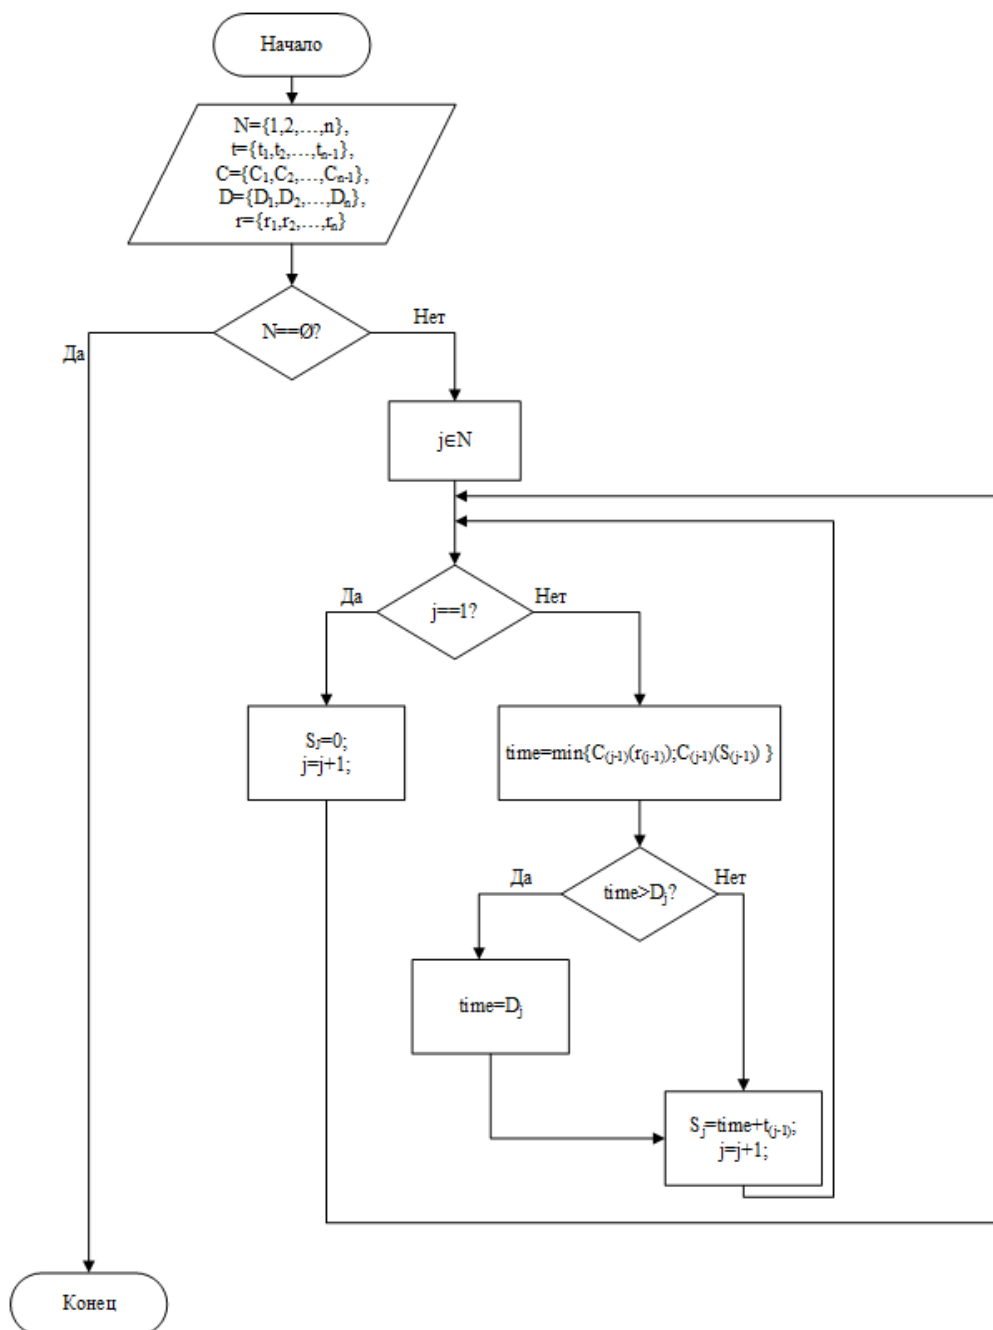 Начало
N={1,2,…,n},
t={t₁,t₂,…,tₙ₋₁},
C={C₁,C₂,…,Cₙ₋₁},
D={D₁,D₂,…,Dₙ},
r={r₁,r₂,…,rₙ}
N==Ø?
Да
Нет
j∈N
j==1?
Да
Нет
Sⱼ=0;
j=j+1;
time=min{C₍ⱼ₋₁₎(r₍ⱼ₋₁₎);C₍ⱼ₋₁₎(S₍ⱼ₋₁₎) }
time>Dⱼ?
Да
Нет
time=Dⱼ
Sⱼ=time+t₍ⱼ₋₁₎;
j=j+1;
Конец